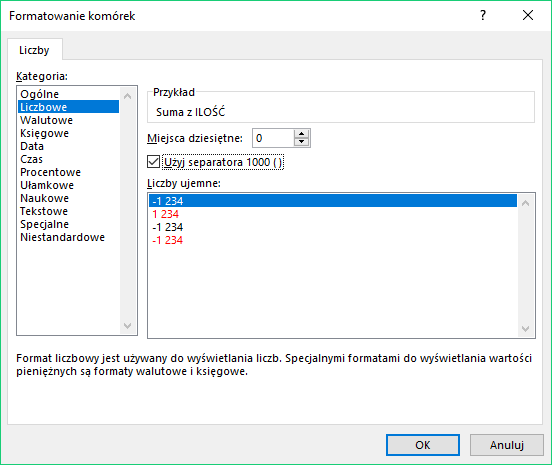 Formatowanie komórek
?
Liczby
Kategoria:
Ogólne
Liczbowe
Walutowe
Księgowe
Data
Czas
Procentowe
Ułamkowe
Naukowe
Tekstowe
Specjalne
Niestandardowe
Przykład
Suma z ILOŚĆ
Miejsca dziesiętne: 0
Użyj separatora 1000 ( )
Liczby ujemne:
-1 234
1 234
-1 234
-1 234
Format liczbowy jest używany do wyświetlania liczb. Specjalnymi formatami do wyświetlania wartości
pieniężnych są formaty walutowe i księgowe.
OK Anuluj